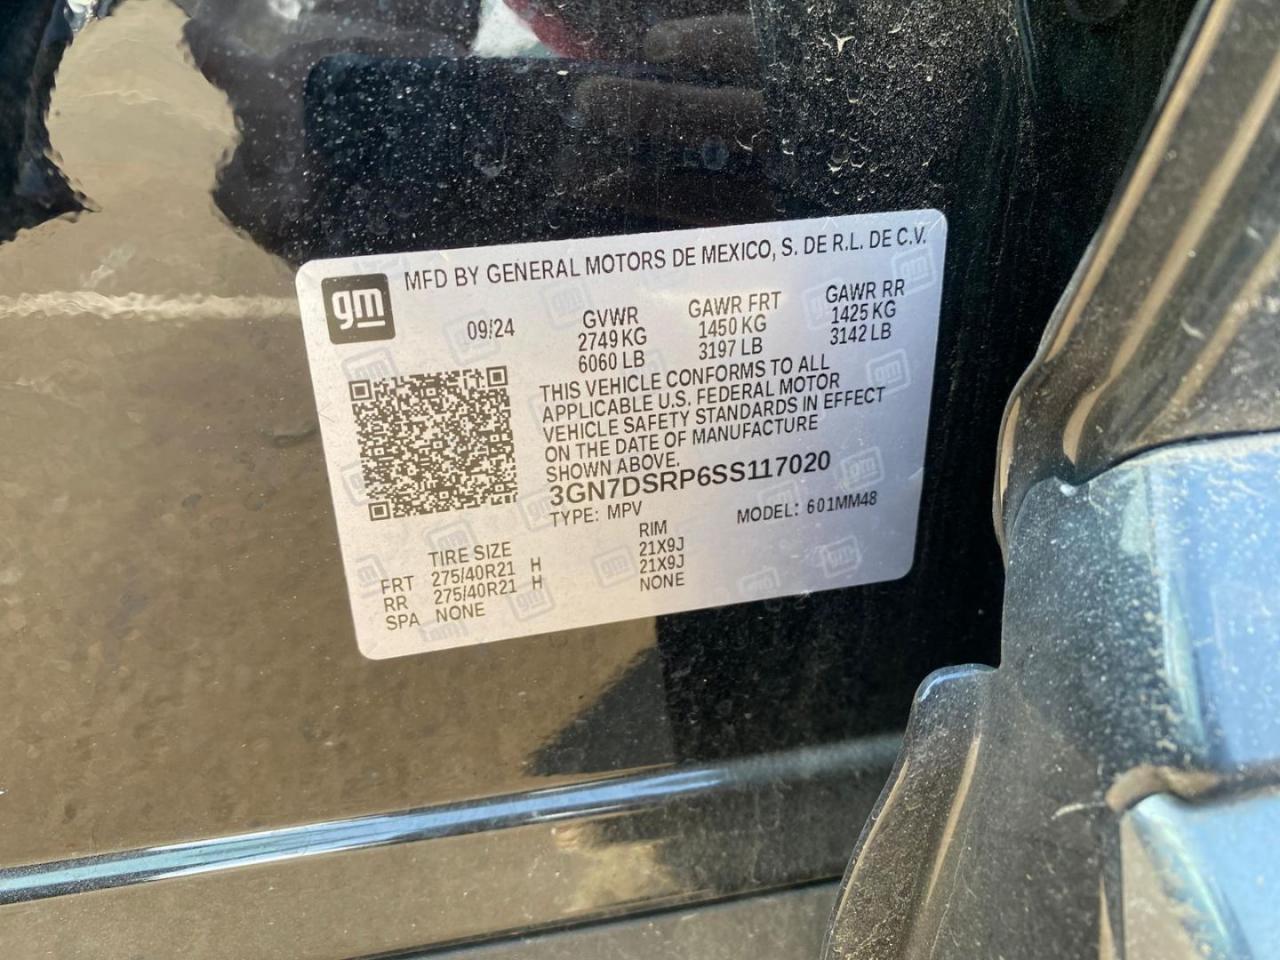 MFD BY GENERAL MOTORS DE MEXICO, S. DE R.L. DE C.V.
gm
09/24
GVWR
2749 KG
6060 LB
GAWR FRT
1450 KG
3197 LB
GAWR RR
1425 KG
3142 LB
THIS VEHICLE CONFORMS TO ALL
APPLICABLE U.S. FEDERAL MOTOR
VEHICLE SAFETY STANDARDS IN EFFECT
ON THE DATE OF MANUFACTURE
SHOWN ABOVE.
3GN7DSRP6SS117020
TYPE: MPV
MODEL: 601MM48
TIRE SIZE
RIM
FRT 275/40R21 H 21X9J
RR 275/40R21 H 21X9J
SPA NONE NONE